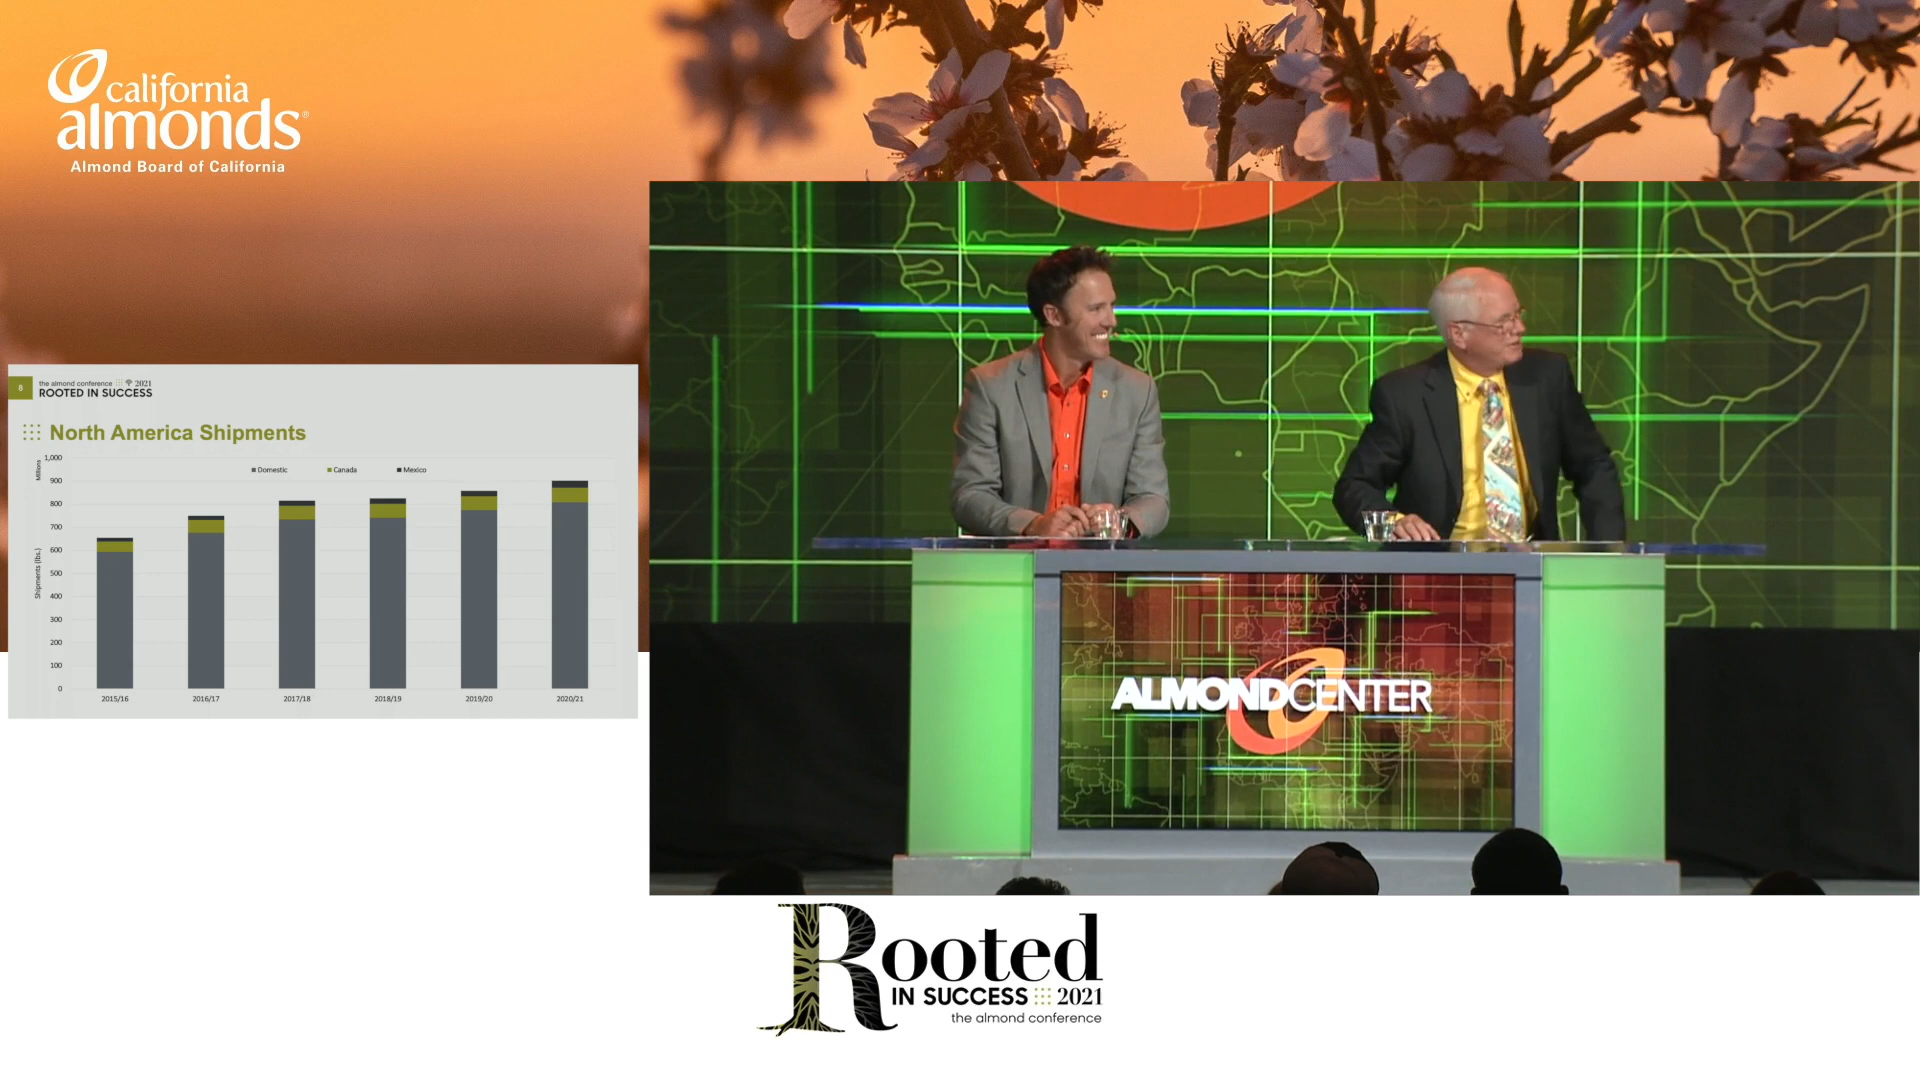 california
almonds®
Almond Board of California
8
the almond conference 2021
ROOTED IN SUCCESS
North America Shipments
Millions
Shipments (lbs.)
1,000
900
800
700
600
500
400
300
200
100
0
Domestic
Canada
Mexico
2015/16
2016/17
2017/18
2018/19
2019/20
2020/21
ALMONDCENTER
Rooted
IN SUCCESS 2021
the almond conference